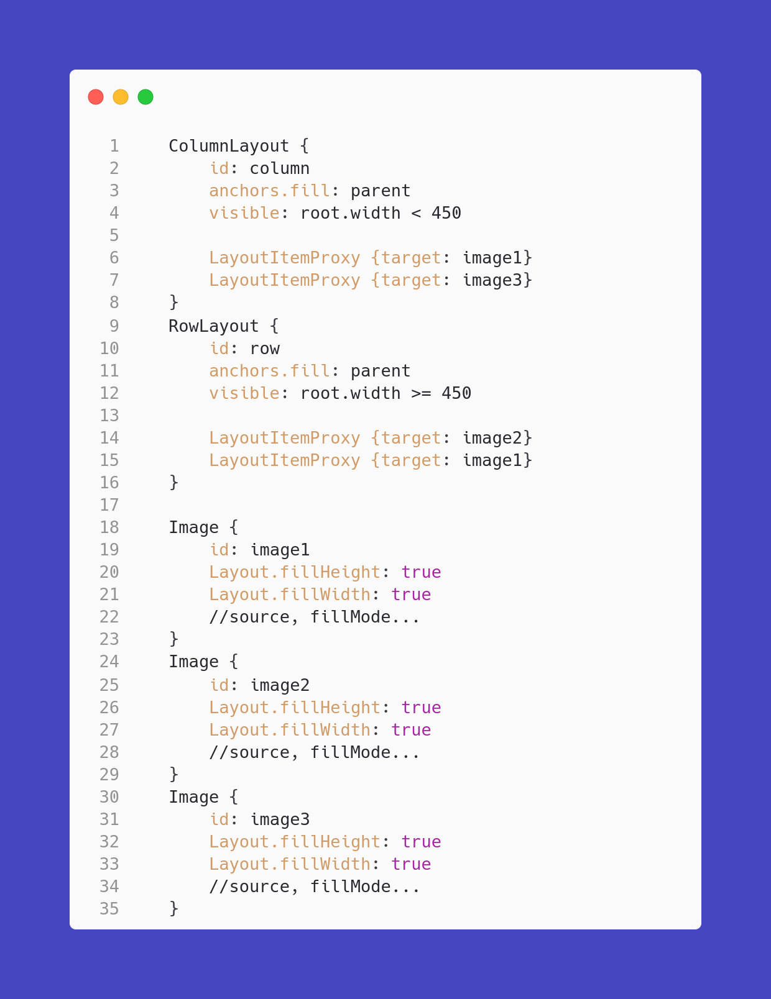 1 ColumnLayout {
2 id: column
3 anchors.fill: parent
4 visible: root.width < 450
5
6 LayoutItemProxy {target: image1}
7 LayoutItemProxy {target: image3}
8 }
9 RowLayout {
10 id: row
11 anchors.fill: parent
12 visible: root.width >= 450
13
14 LayoutItemProxy {target: image2}
15 LayoutItemProxy {target: image1}
16 }
17
18 Image {
19 id: image1
20 Layout.fillHeight: true
21 Layout.fillWidth: true
22 //source, fillMode...
23 }
24 Image {
25 id: image2
26 Layout.fillHeight: true
27 Layout.fillWidth: true
28 //source, fillMode...
29 }
30 Image {
31 id: image3
32 Layout.fillHeight: true
33 Layout.fillWidth: true
34 //source, fillMode...
35 }